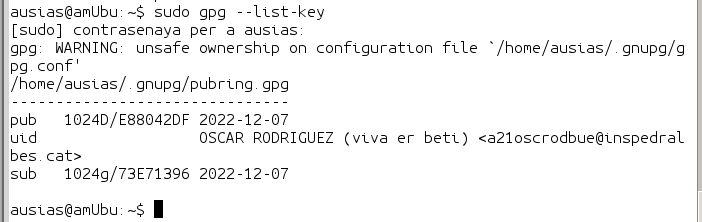 ausias@amUbu:~$ sudo gpg --list-key
[sudo] contrasenaya per a ausias:
gpg: WARNING: unsafe ownership on configuration file `/home/ausias/.gnupg/g
pg.conf'
/home/ausias/.gnupg/pubring.gpg
-------------------------------
pub   1024D/E88042DF 2022-12-07
uid                  OSCAR RODRIGUEZ (viva er beti) <a21oscrodbue@inspedral
bes.cat>
sub   1024g/73E71396 2022-12-07
ausias@amUbu:~$